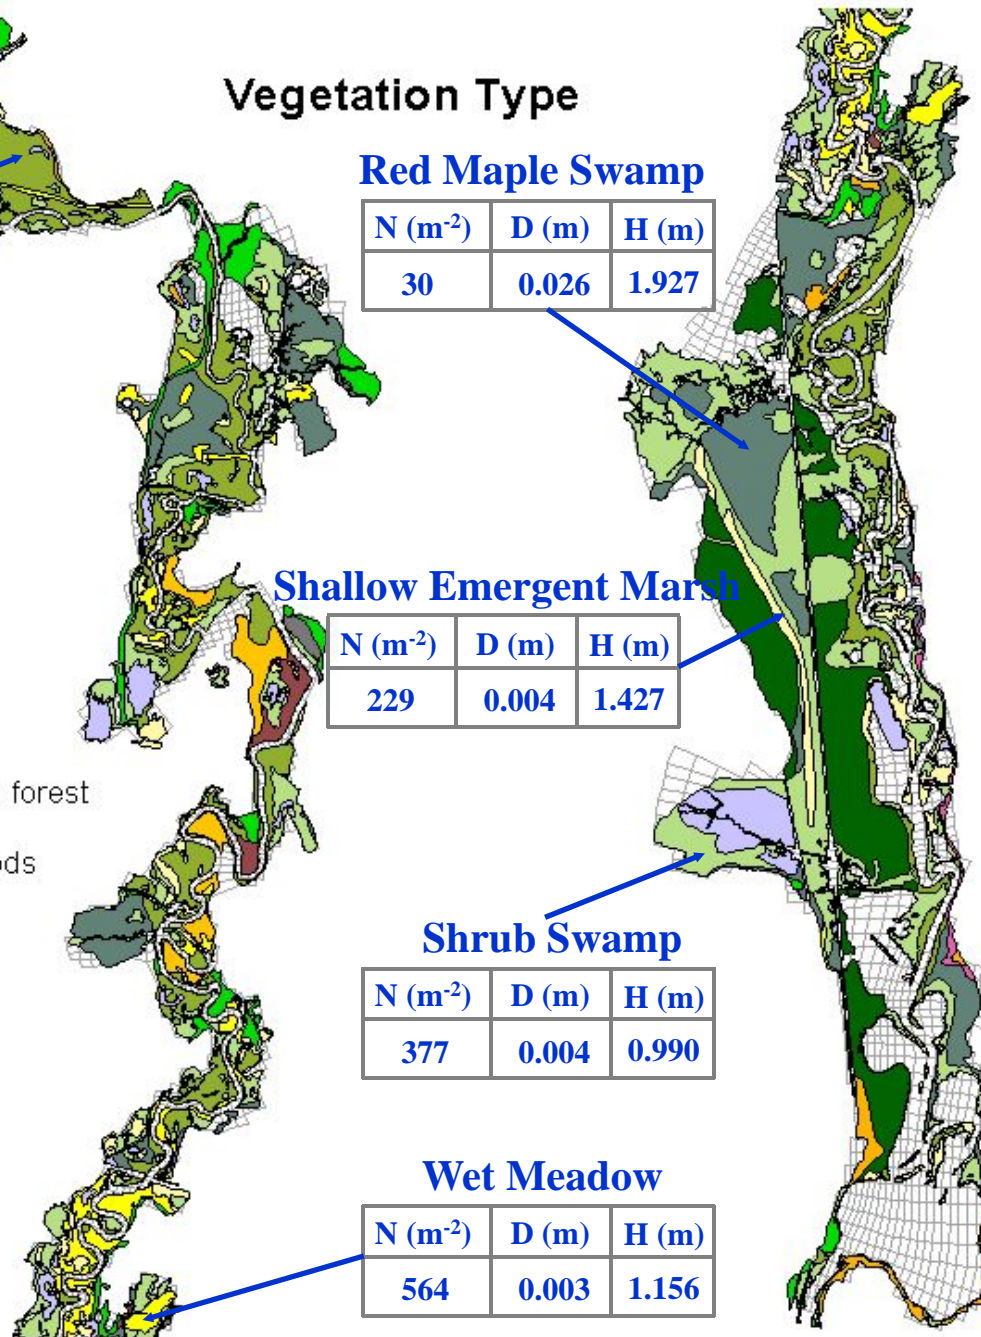 Vegetation Type
Red Maple Swamp
N (m-2) D (m) H (m)
30 0.026 1.927
Shallow Emergent Marsh
N (m-2) D (m) H (m)
229 0.004 1.427
forest
ods
Shrub Swamp
N (m-2) D (m) H (m)
377 0.004 0.990
Wet Meadow
N (m-2) D (m) H (m)
564 0.003 1.156